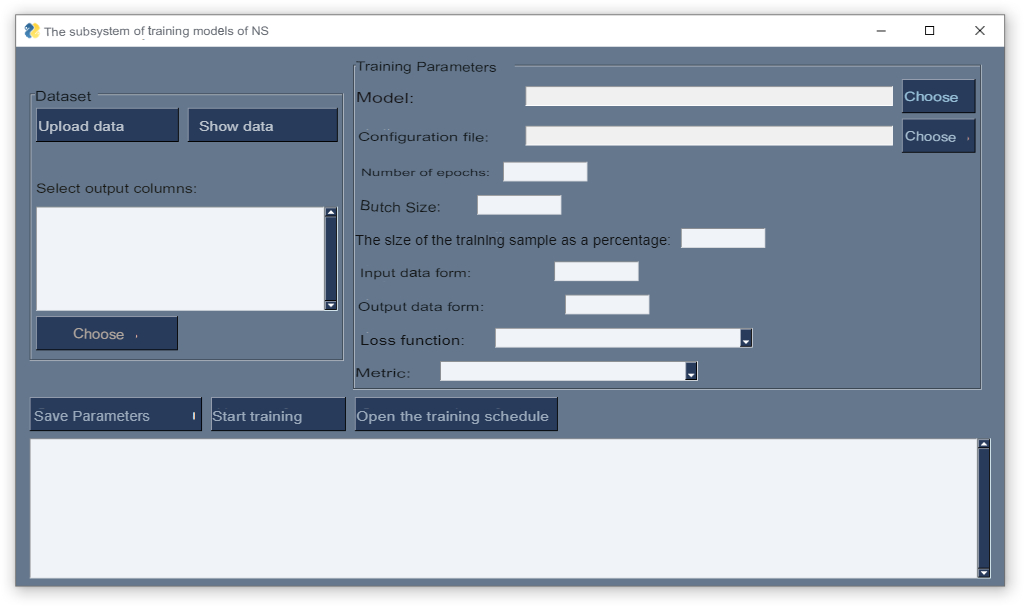 The subsystem of training models of NS
Dataset
Upload data
Show data
Select output columns:
Choose
Training Parameters
Model:
Choose
Configuration file:
Choose
Number of epochs:
Butch Size:
The size of the training sample as a percentage:
Input data form:
Output data form:
Loss function:
Metric:
Save Parameters
Start training
Open the training schedule